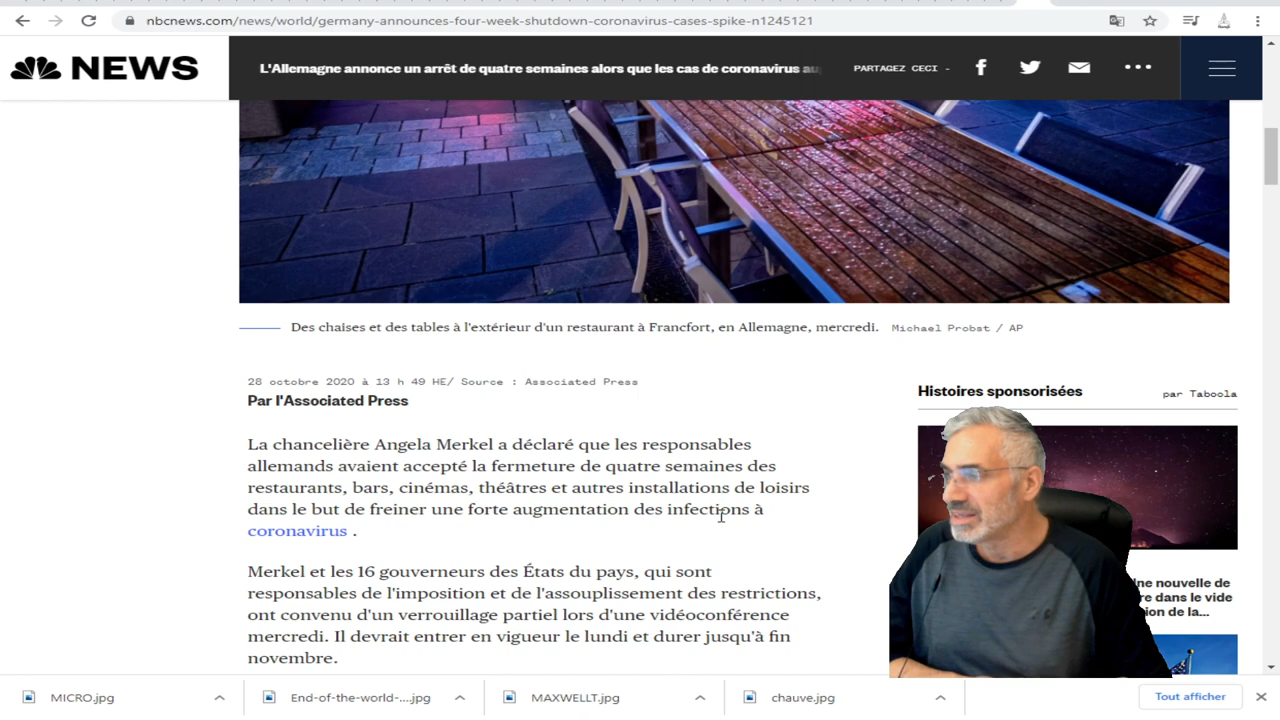 nbcnews.com/news/world/germany-announces-four-week-shutdown-coronavirus-cases-spike-n1245121
NEWS
L'Allemagne annonce un arrêt de quatre semaines alors que les cas de coronavirus
PARTAGEZ CECI -
Des chaises et des tables à l'extérieur d'un restaurant à Francfort, en Allemagne, mercredi. Michael Probst / AP
28 octobre 2020 à 13 h 49 HE/ Source : Associated Press
Par l'Associated Press
La chancelière Angela Merkel a déclaré que les responsables
allemands avaient accepté la fermeture de quatre semaines des
restaurants, bars, cinémas, théâtres et autres installations de loisirs
dans le but de freiner une forte augmentation des infections à
coronavirus .
Merkel et les 16 gouverneurs des États du pays, qui sont
responsables de l'imposition et de l'assouplissement des restrictions,
ont convenu d'un verrouillage partiel lors d'une vidéoconférence
mercredi. Il devrait entrer en vigueur le lundi et durer jusqu'à fin
novembre.
Histoires sponsorisées
par Taboola
ne nouvelle de
re dans le vide
ion de la...
MICRO.jpg
End-of-the-world-....jpg
MAXWELLT.jpg
chauve.jpg
Tout afficher